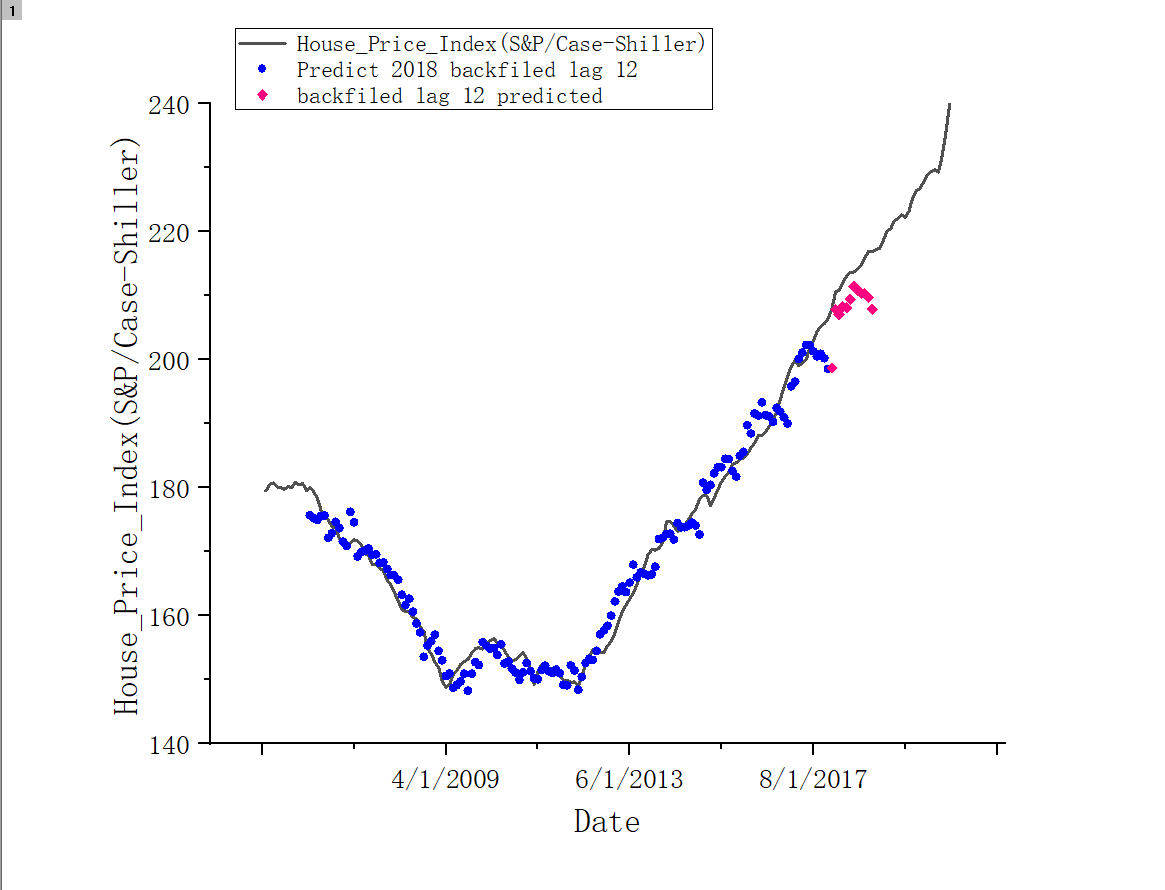 1
House_Price_Index(S&P/Case-Shiller)
Predict 2018 backfiled lag 12
backfiled lag 12 predicted
240
220
200
180
160
140
House_Price_Index(S&P/Case-Shiller)
4/1/2009 6/1/2013 8/1/2017
Date